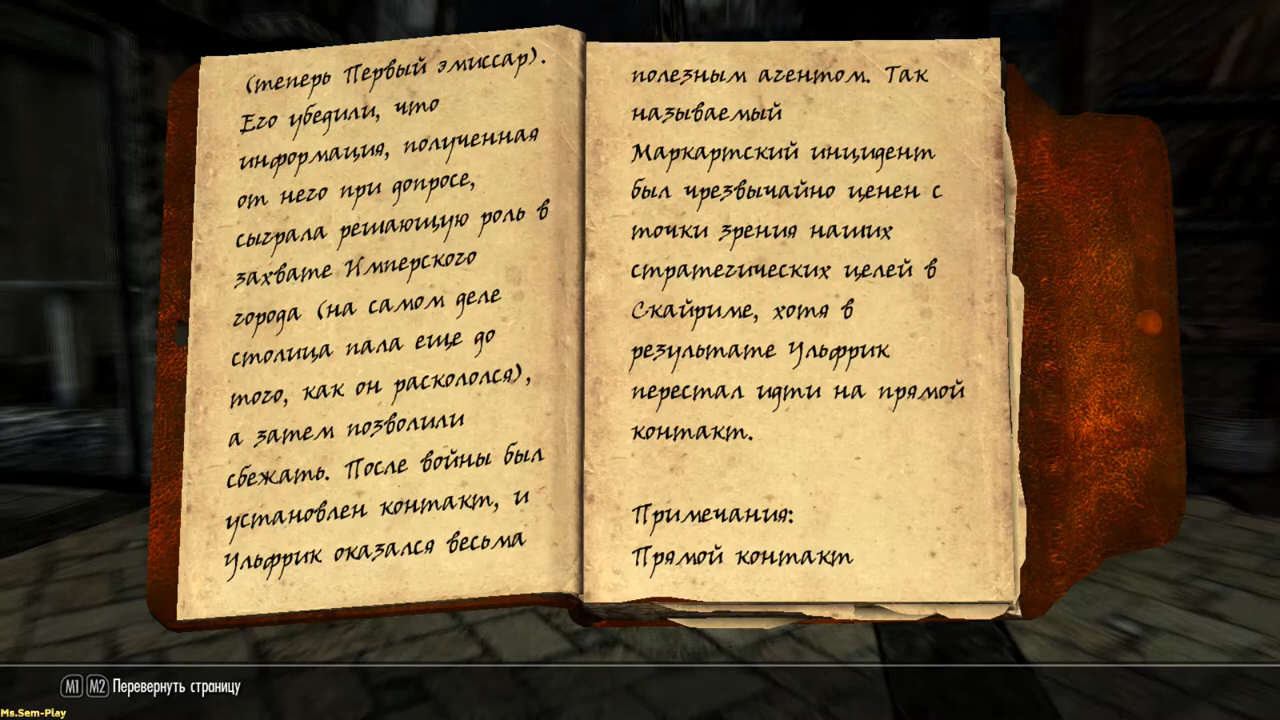 (теперь Первый эмиссар).
Его убедили, что
информация, полученная
от него при допросе,
сыграла решающую роль в
захвате Имперского
города (на самом деле
столица пала еще до
того, как он раскололся),
а затем позволили
сбежать. После войны был
установлен контакт, и
Ульфрик оказался весьма
полезным агентом. Так
называемый
Маркартский инцидент
был чрезвычайно ценен с
точки зрения наших
стратегических целей в
Скайриме, хотя в
результате Ульфрик
перестал идти на прямой
контакт.
Примечания:
Прямой контакт
M1 M2 Перевернуть страницу
Ms.Sem-Play